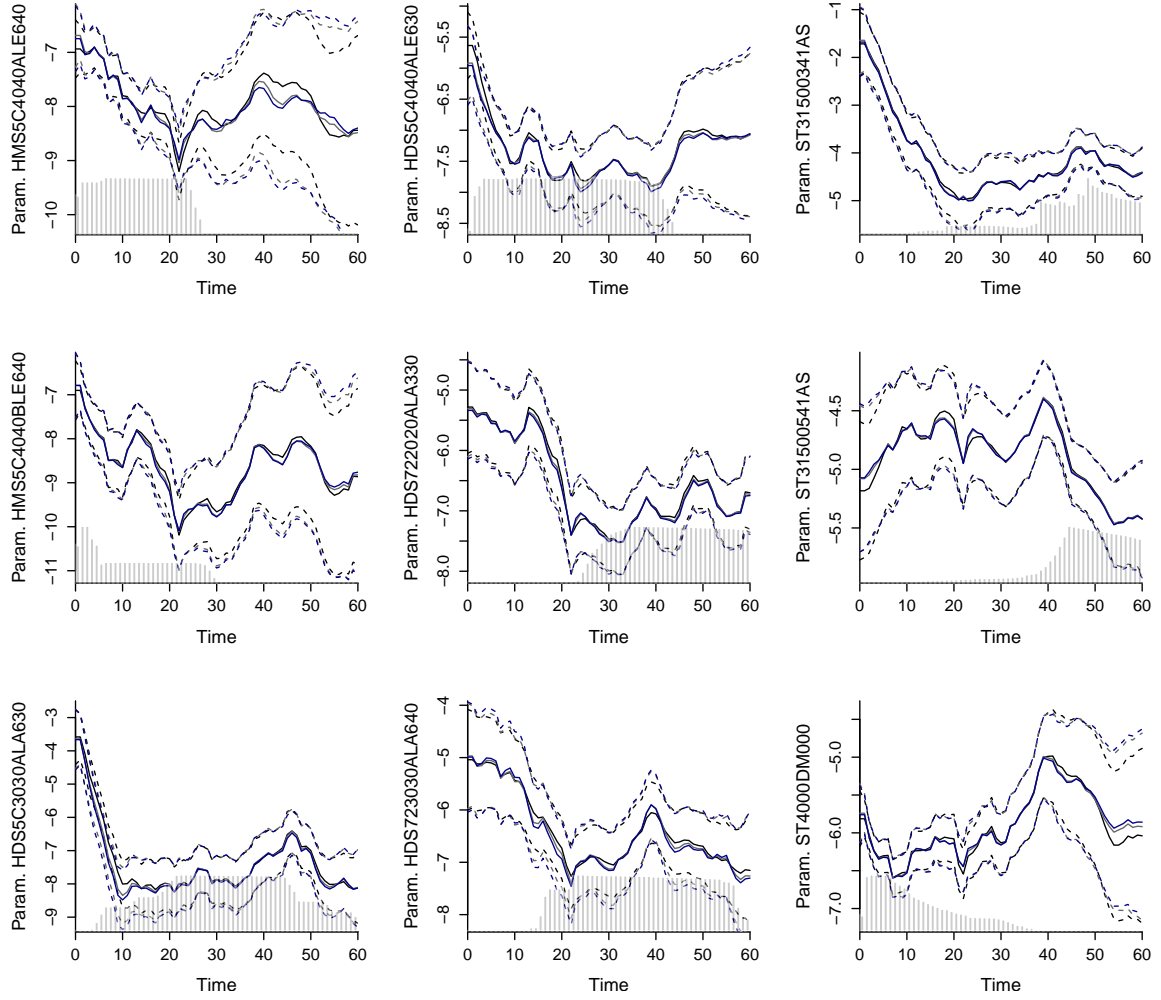 Param. HMS5C4040ALE640
−7
−8
−9
−10
0 10 20 30 40 50 60
Time
Param. HDS5C4040ALE630
−5.5
−6.5
−7.5
−8.5
0 10 20 30 40 50 60
Time
Param. ST31500341AS
−1
−2
−3
−4
−5
0 10 20 30 40 50 60
Time
Param. HMS5C4040BLE640
−7
−8
−9
−10
−11
0 10 20 30 40 50 60
Time
Param. HDS722020ALA330
−5.0
−6.0
−7.0
−8.0
0 10 20 30 40 50 60
Time
Param. ST31500541AS
−4.5
−5.0
−5.5
0 10 20 30 40 50 60
Time
Param. HDS5C3030ALA630
−3
−4
−5
−6
−7
−8
−9
0 10 20 30 40 50 60
Time
Param. HDS723030ALA640
−4
−5
−6
−7
−8
0 10 20 30 40 50 60
Time
Param. ST4000DM000
−5.0
−6.0
−7.0
0 10 20 30 40 50 60
Time